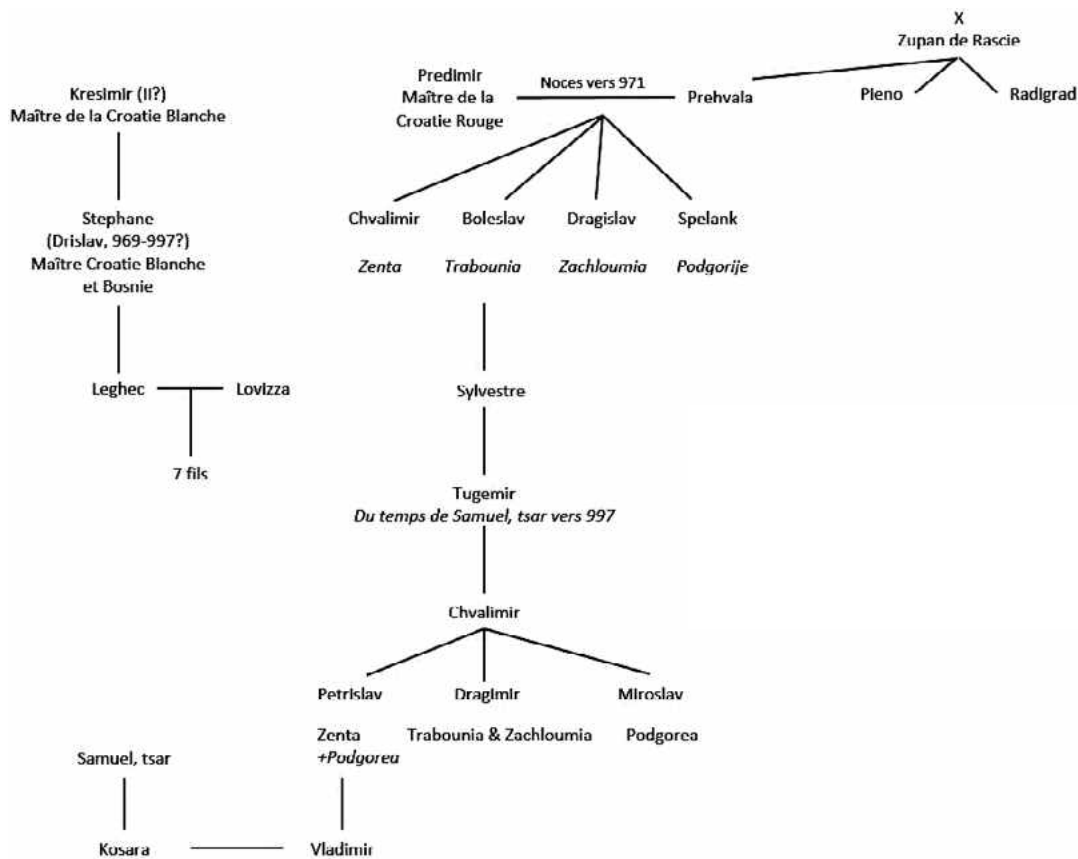 X
Zupan de Rascie
Predimir
Maître de la
Croatie Rouge
Noces vers 971
Prehvala
Pleno
Radigrad
Kresimir (II?)
Maître de la Croatie Blanche
Chvalimir
Boleslav
Dragislav
Spelank
Zenta
Trabounia
Zachloumia
Podgorije
Stephane
(Drislav, 969-997?)
Maître Croatie Blanche
et Bosnie
Leghec
Lovizza
Sylvestre
7 fils
Tugemir
Du temps de Samuel, tsar vers 997
Chvalimir
Petrislav
Dragimir
Miroslav
Zenta
+Podgorea
Trabounia & Zachloumia
Podgorea
Samuel, tsar
Kosara
Vladimir